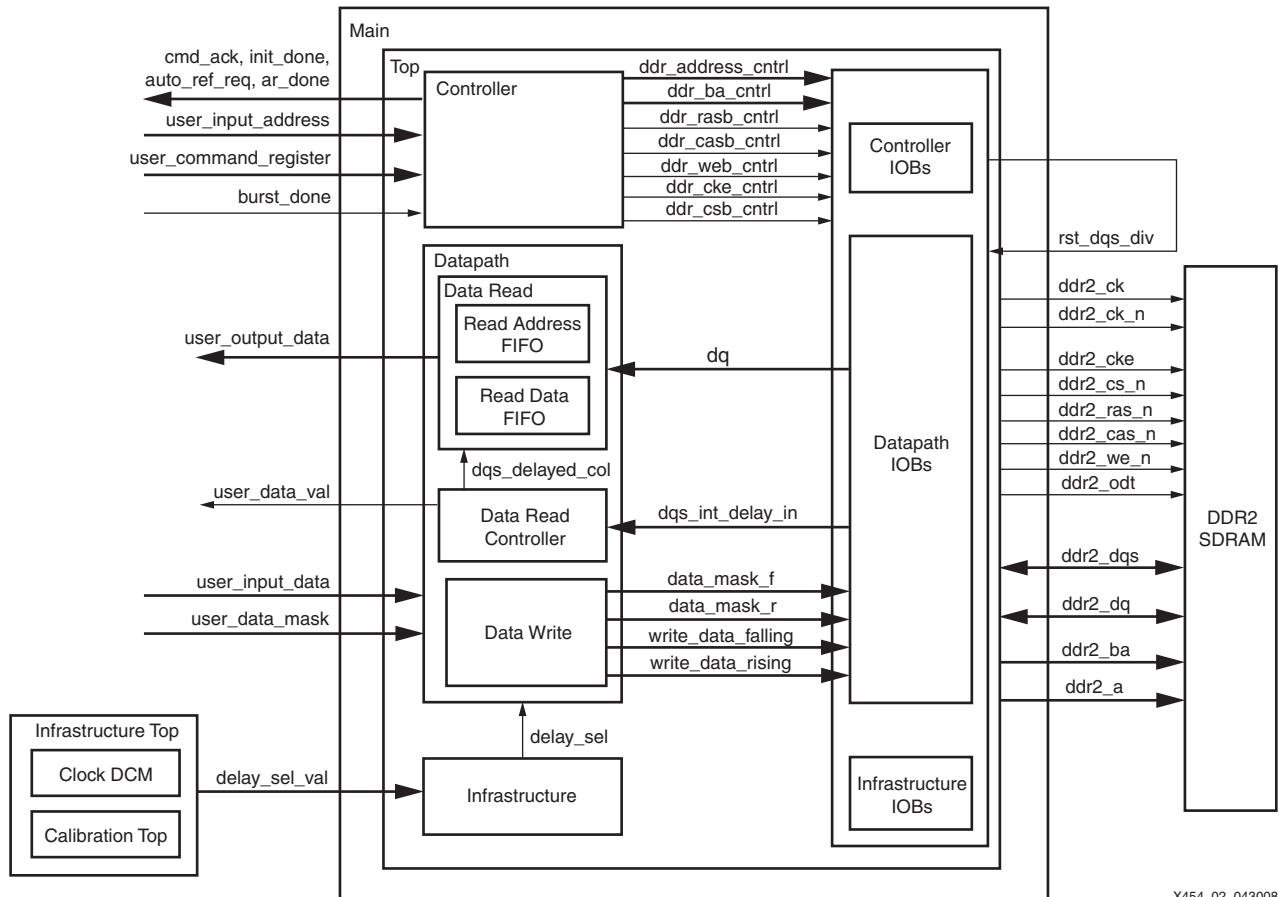 Main
cmd_ack, init_done,
auto_ref_req, ar_done
user_input_address
user_command_register
burst_done
Top
Controller
ddr_address_cntrl
ddr_ba_cntrl
ddr_rasb_cntrl
ddr_casb_cntrl
ddr_web_cntrl
ddr_cke_cntrl
ddr_csb_cntrl
Controller
IOBs
rst_dqs_div
Datapath
Data Read
Read Address
FIFO
Read Data
FIFO
user_output_data
dq
dqs_delayed_col
user_data_val
Data Read
Controller
dqs_int_delay_in
Datapath
IOBs
user_input_data
user_data_mask
Data Write
data_mask_f
data_mask_r
write_data_falling
write_data_rising
ddr2_ck
ddr2_ck_n
ddr2_cke
ddr2_cs_n
ddr2_ras_n
ddr2_cas_n
ddr2_we_n
ddr2_odt
ddr2_dqs
ddr2_dq
ddr2_ba
ddr2_a
DDR2
SDRAM
Infrastructure Top
Clock DCM
Calibration Top
delay_sel_val
delay_sel
Infrastructure
Infrastructure
IOBs
X454_02_043008